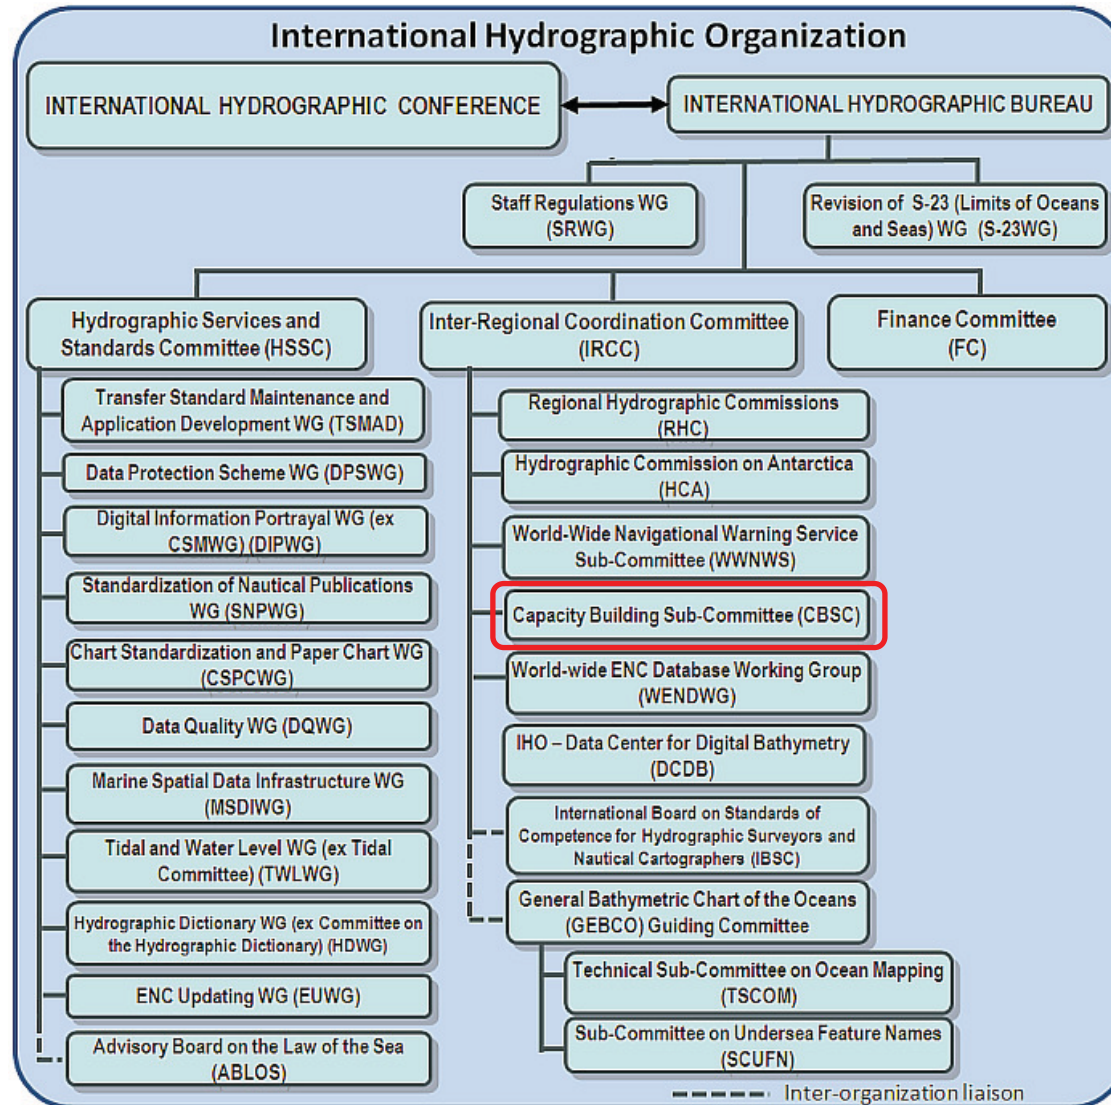 International Hydrographic Organization
INTERNATIONAL HYDROGRAPHIC CONFERENCE
INTERNATIONAL HYDROGRAPHIC BUREAU
Staff Regulations WG
(SRWG)
Revision of S-23 (Limits of Oceans
and Seas) WG (S-23WG)
Hydrographic Services and
Standards Committee (HSSC)
Inter-Regional Coordination Committee
(IRCC)
Finance Committee
(FC)
Transfer Standard Maintenance and
Application Development WG (TSMAD)
Data Protection Scheme WG (DPSWG)
Digital Information Portrayal WG (ex
CSMWG) (DIPWG)
Standardization of Nautical Publications
WG (SNPWG)
Chart Standardization and Paper Chart WG
(CSPCWG)
Data Quality WG (DQWG)
Marine Spatial Data Infrastructure WG
(MSDIWG)
Tidal and Water Level WG (ex Tidal
Committee) (TWLWG)
Hydrographic Dictionary WG (ex Committee on
the Hydrographic Dictionary) (HDWG)
ENC Updating WG (EUWG)
Advisory Board on the Law of the Sea
(ABLOS)
Regional Hydrographic Commissions
(RHC)
Hydrographic Commission on Antarctica
(HCA)
World-Wide Navigational Warning Service
Sub-Committee (WWNWS)
Capacity Building Sub-Committee (CBSC)
World-wide ENC Database Working Group
(WENDWG)
IHO – Data Center for Digital Bathymetry
(DCDB)
International Board on Standards of
Competence for Hydrographic Surveyors and
Nautical Cartographers (IBSC)
General Bathymetric Chart of the Oceans
(GEBCO) Guiding Committee
Technical Sub-Committee on Ocean Mapping
(TSCOM)
Sub-Committee on Undersea Feature Names
(SCUFN)
Inter-organization liaison